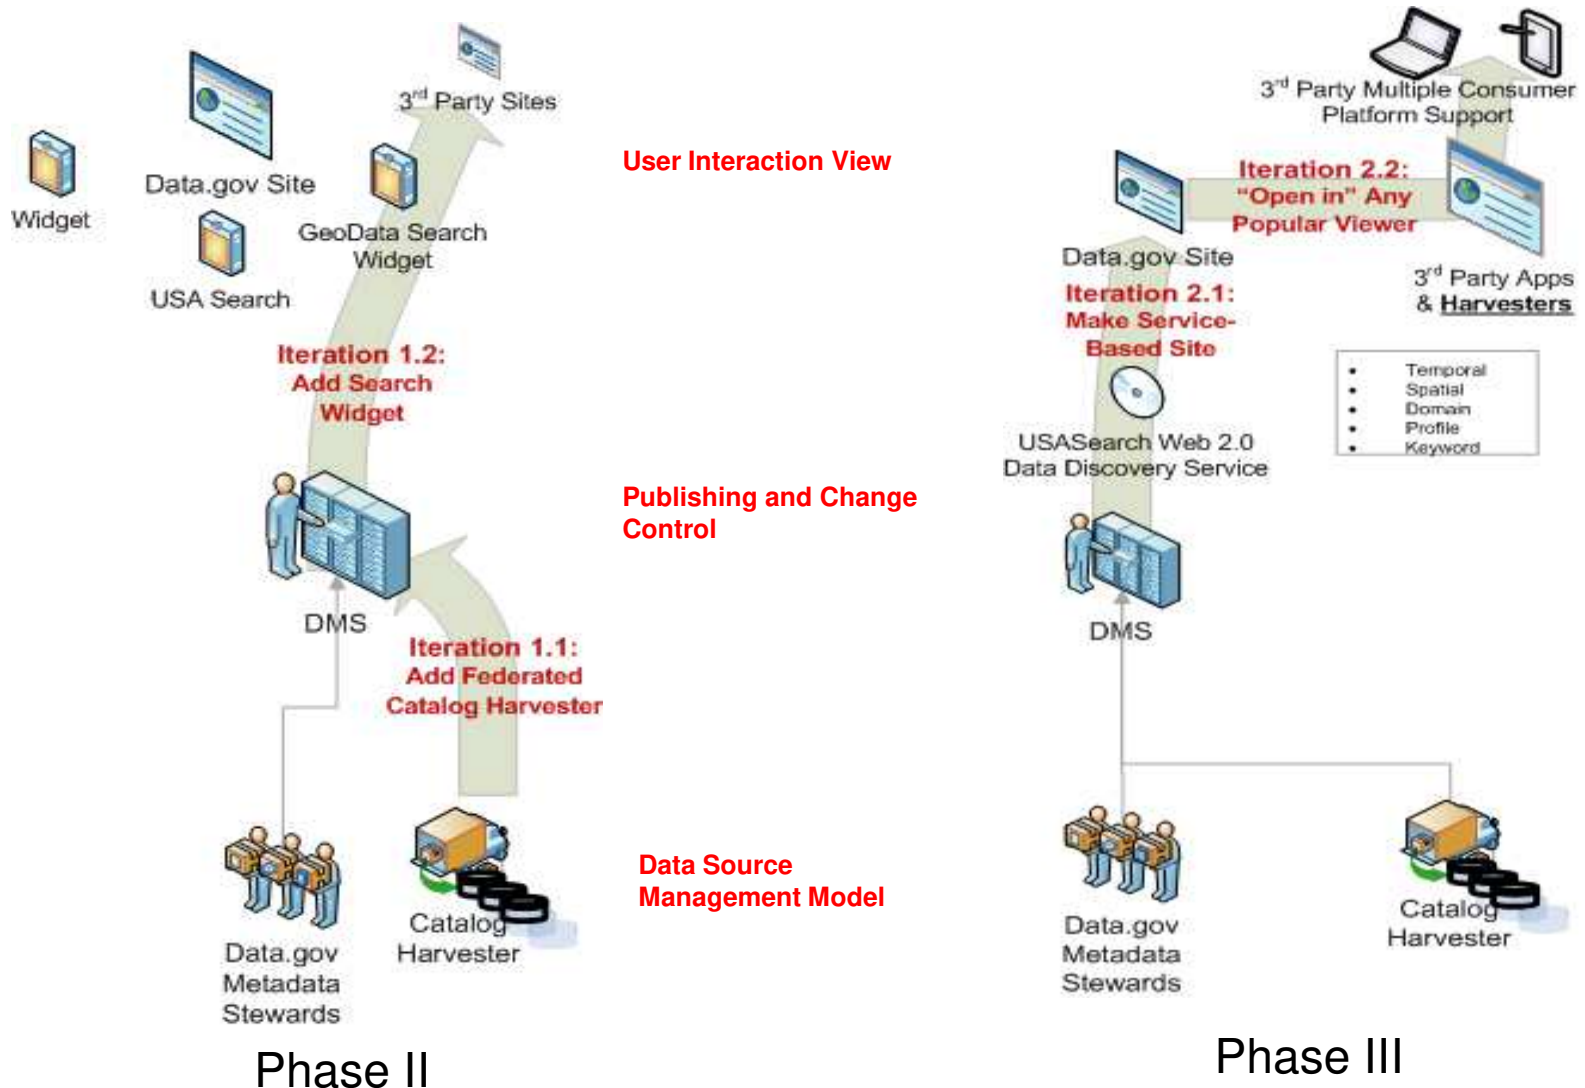 3rd Party Sites
Data.gov Site
Widget
GeoData Search
Widget
USA Search
Iteration 1.2:
Add Search
Widget
DMS
Iteration 1.1:
Add Federated
Catalog Harvester
Data.gov
Metadata
Stewards
Catalog
Harvester
Phase II
User Interaction View
Publishing and Change
Control
Data Source
Management Model
3rd Party Multiple Consumer
Platform Support
Iteration 2.2:
“Open in” Any
Popular Viewer
Data.gov Site
3rd Party Apps
& Harvesters
Iteration 2.1:
Make Service-
Based Site
• Temporal
• Spatial
• Domain
• Profile
• Keyword
USASearch Web 2.0
Data Discovery Service
DMS
Data.gov
Metadata
Stewards
Catalog
Harvester
Phase III